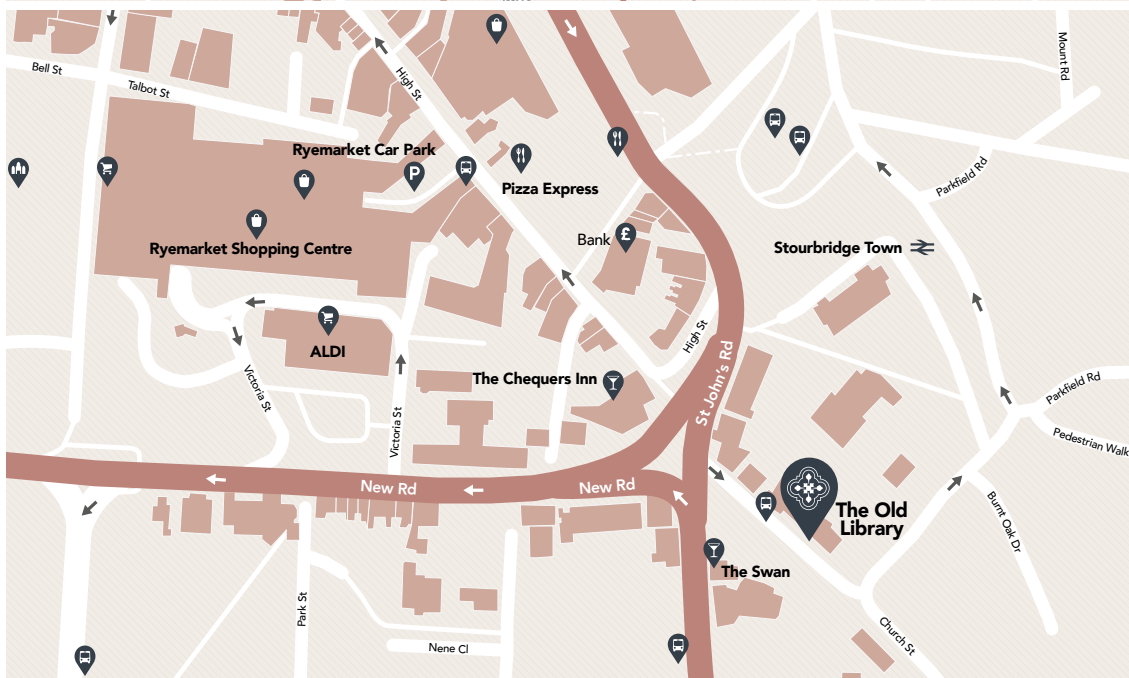 Mount Rd
Bell St
Talbot St
High St
Ryemarket Car Park
P
Pizza Express
Parkfield Rd
Bank
£
Stourbridge Town
Ryemarket Shopping Centre
High St
ALDI
St John's Rd
The Chequers Inn
Victoria St
Victoria St
Parkfield Rd
Pedestrian Walk
New Rd
New Rd
The Old
Library
Burnt Oak Dr
The Swan
Park St
Church St
Nene Cl